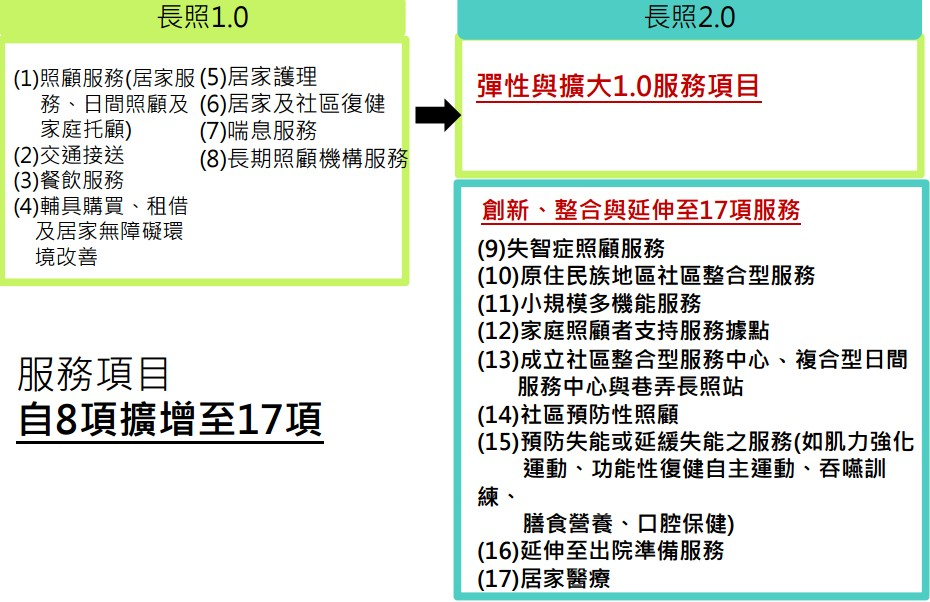 長照1.0
(1)照顧服務(居家服
務、日間照顧及
家庭托顧)
(2)交通接送
(3)餐飲服務
(4)輔具購買、租借
及居家無障礙環
境改善
(5)居家護理
(6)居家及社區復健
(7)喘息服務
(8)長期照顧機構服務
長照2.0
彈性與擴大1.0服務項目
創新、整合與延伸至17項服務
(9)失智症照顧服務
(10)原住民族地區社區整合型服務
(11)小規模多機能服務
(12)家庭照顧者支持服務據點
(13)成立社區整合型服務中心、複合型日間
服務中心與巷弄長照站
(14)社區預防性照顧
(15)預防失能或延緩失能之服務(如肌力強化
運動、功能性復健自主運動、吞嚥訓
練、
膳食營養、口腔保健)
(16)延伸至出院準備服務
(17)居家醫療
服務項目
自8項擴增至17項